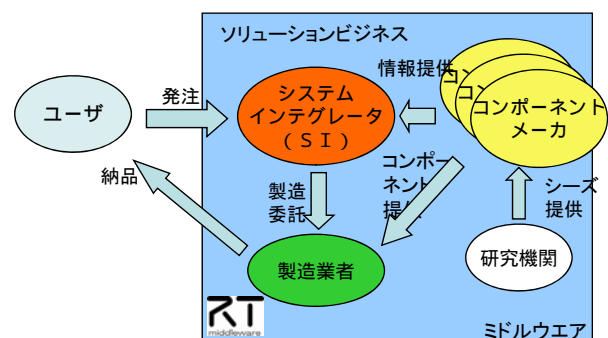 ソリューションビジネス
情報提供
コン
コン
コンポーネント
メーカ
ユーザ
発注
システム
インテグレータ
(ＳＩ)
納品
製造
委託
コンポー
ネント
提供
シーズ
提供
製造業者
研究機関
RT
middleware
ミドルウエア